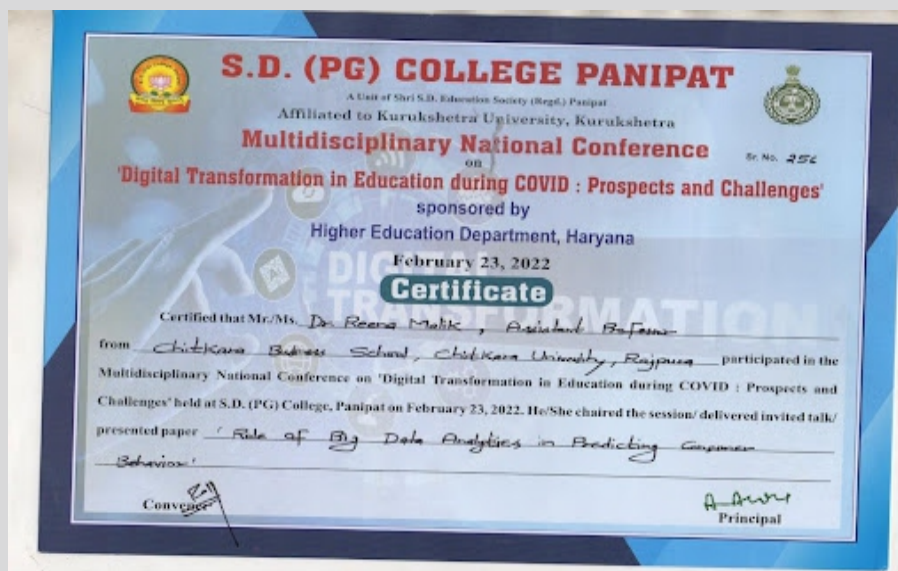 S.D. (PG) COLLEGE PANIPAT
A Unit of Shri S.D. Education Society (Regd.) Panipat
Affiliated to Kurukshetra University, Kurukshetra
Multidisciplinary National Conference
on
Sr. No. 256
'Digital Transformation in Education during COVID : Prospects and Challenges'
sponsored by
Higher Education Department, Haryana
February 23, 2022
DIGITAL
TRANSFORMATION
Certificate
Certified that Mr./Ms. Dr. Reena Malik, Assistant Professor
from Chitkara Business School, Chitkara University, Rajpura participated in the
Multidisciplinary National Conference on 'Digital Transformation in Education during COVID : Prospects and
Challenges' held at S.D. (PG) College, Panipat on February 23, 2022. He/She chaired the session/ delivered invited talk/
presented paper 'Role of Big Data Analytics in Predicting Consumer
Behavior'
Convener
Principal